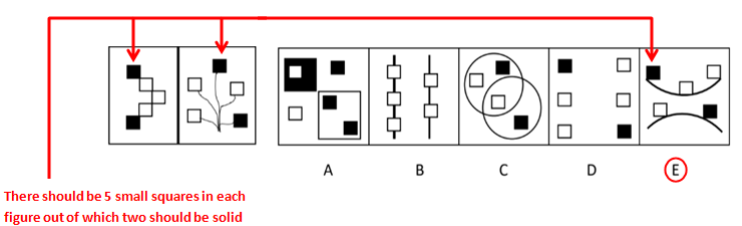 A B C D E
There should be 5 small squares in each
figure out of which two should be solid